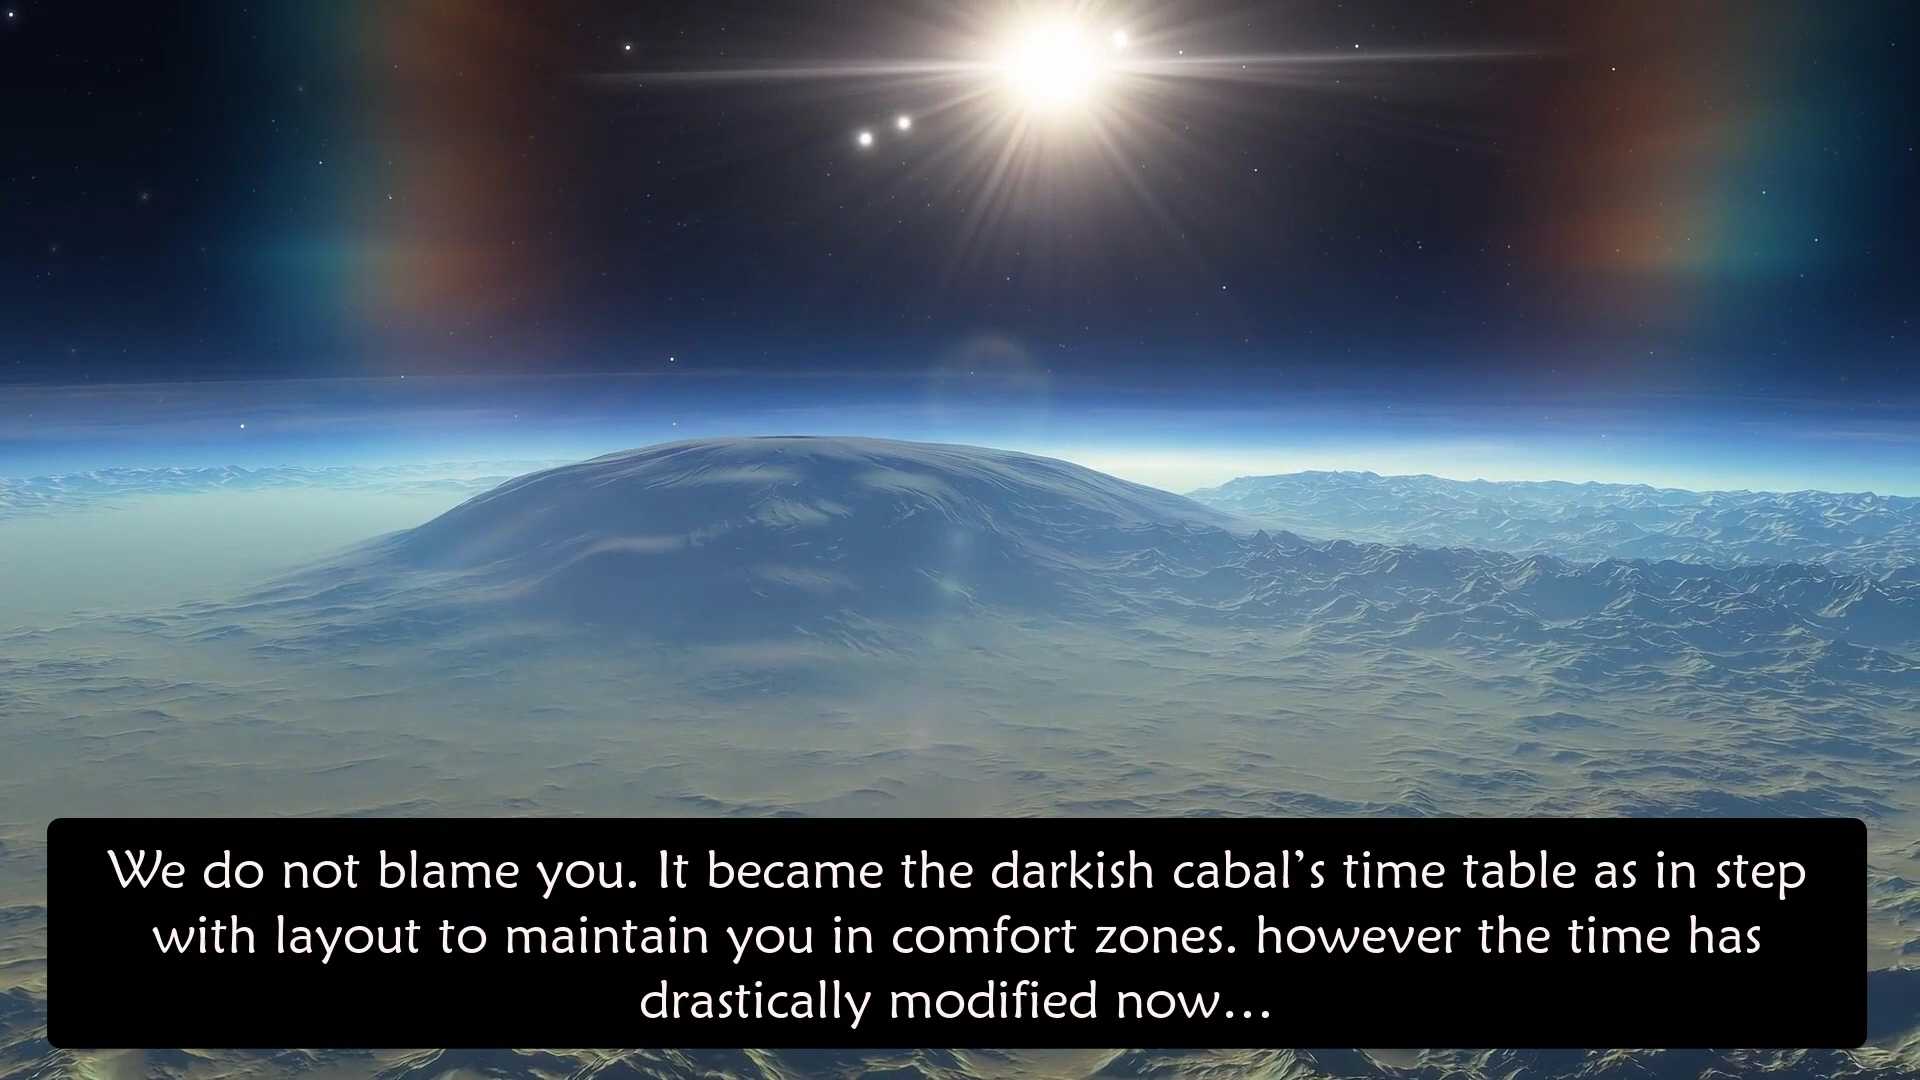 We do not blame you. It became the darkish cabal’s time table as in step
with layout to maintain you in comfort zones. however the time has
drastically modified now…